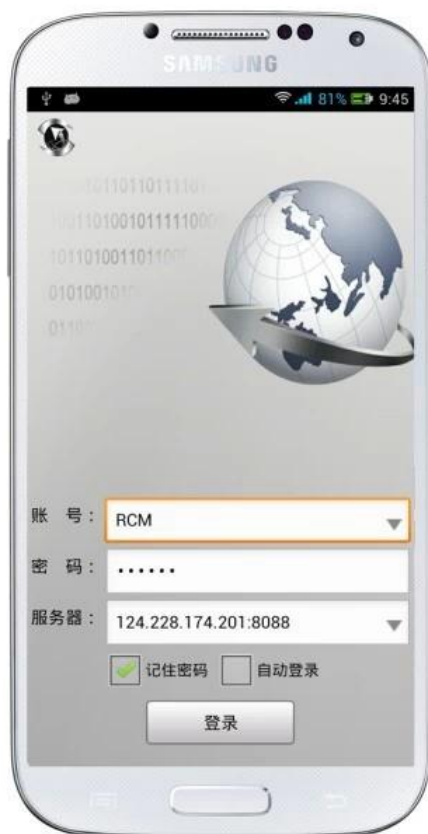 SAMSUNG
81% 9:45
账 号：
RCM
密 码：
••••••
服务器：
124.228.174.201:8088
记住密码 自动登录
登录